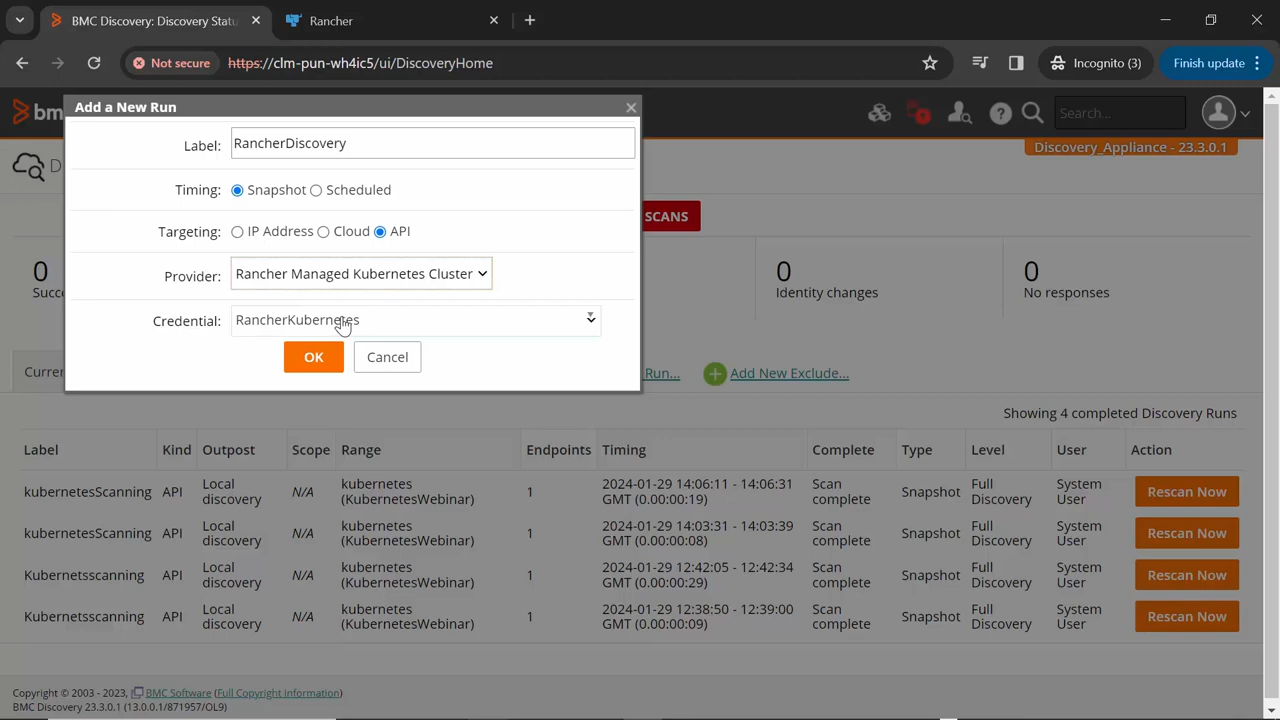 BMC Discovery: Discovery Statu
Rancher
Not secure
https://clm-pun-wh4ic5/ui/DiscoveryHome
Incognito (3)
Finish update
bm
Search...
Add a New Run
Discovery_Appliance - 23.3.0.1
D
Label: RancherDiscovery
Timing: Snapshot Scheduled
SCANS
Targeting: IP Address Cloud API
Provider: Rancher Managed Kubernetes Cluster
0 0 0
Succ Identity changes No responses
Credential: RancherKubernetes
OK Cancel
Curren Run... Add New Exclude...
Showing 4 completed Discovery Runs
Label Kind Outpost Scope Range Endpoints Timing Complete Type Level User Action
kubernetesScanning API Local discovery N/A kubernetes (KubernetesWebinar) 1 2024-01-29 14:06:11 - 14:06:31 GMT (0.00:00:19) Scan complete Snapshot Full Discovery System User Rescan Now
kubernetesScanning API Local discovery N/A kubernetes (KubernetesWebinar) 1 2024-01-29 14:03:31 - 14:03:39 GMT (0.00:00:08) Scan complete Snapshot Full Discovery System User Rescan Now
Kubernetsscanning API Local discovery N/A kubernetes (KubernetesWebinar) 1 2024-01-29 12:42:05 - 12:42:34 GMT (0.00:00:29) Scan complete Snapshot Full Discovery System User Rescan Now
Kubernetsscanning API Local discovery N/A kubernetes (KubernetesWebinar) 1 2024-01-29 12:38:50 - 12:39:00 GMT (0.00:00:09) Scan complete Snapshot Full Discovery System User Rescan Now
Copyright © 2003 - 2023, BMC Software (Full Copyright information)
BMC Discovery 23.3.0.1 (13.0.0.1/871957/OL9)